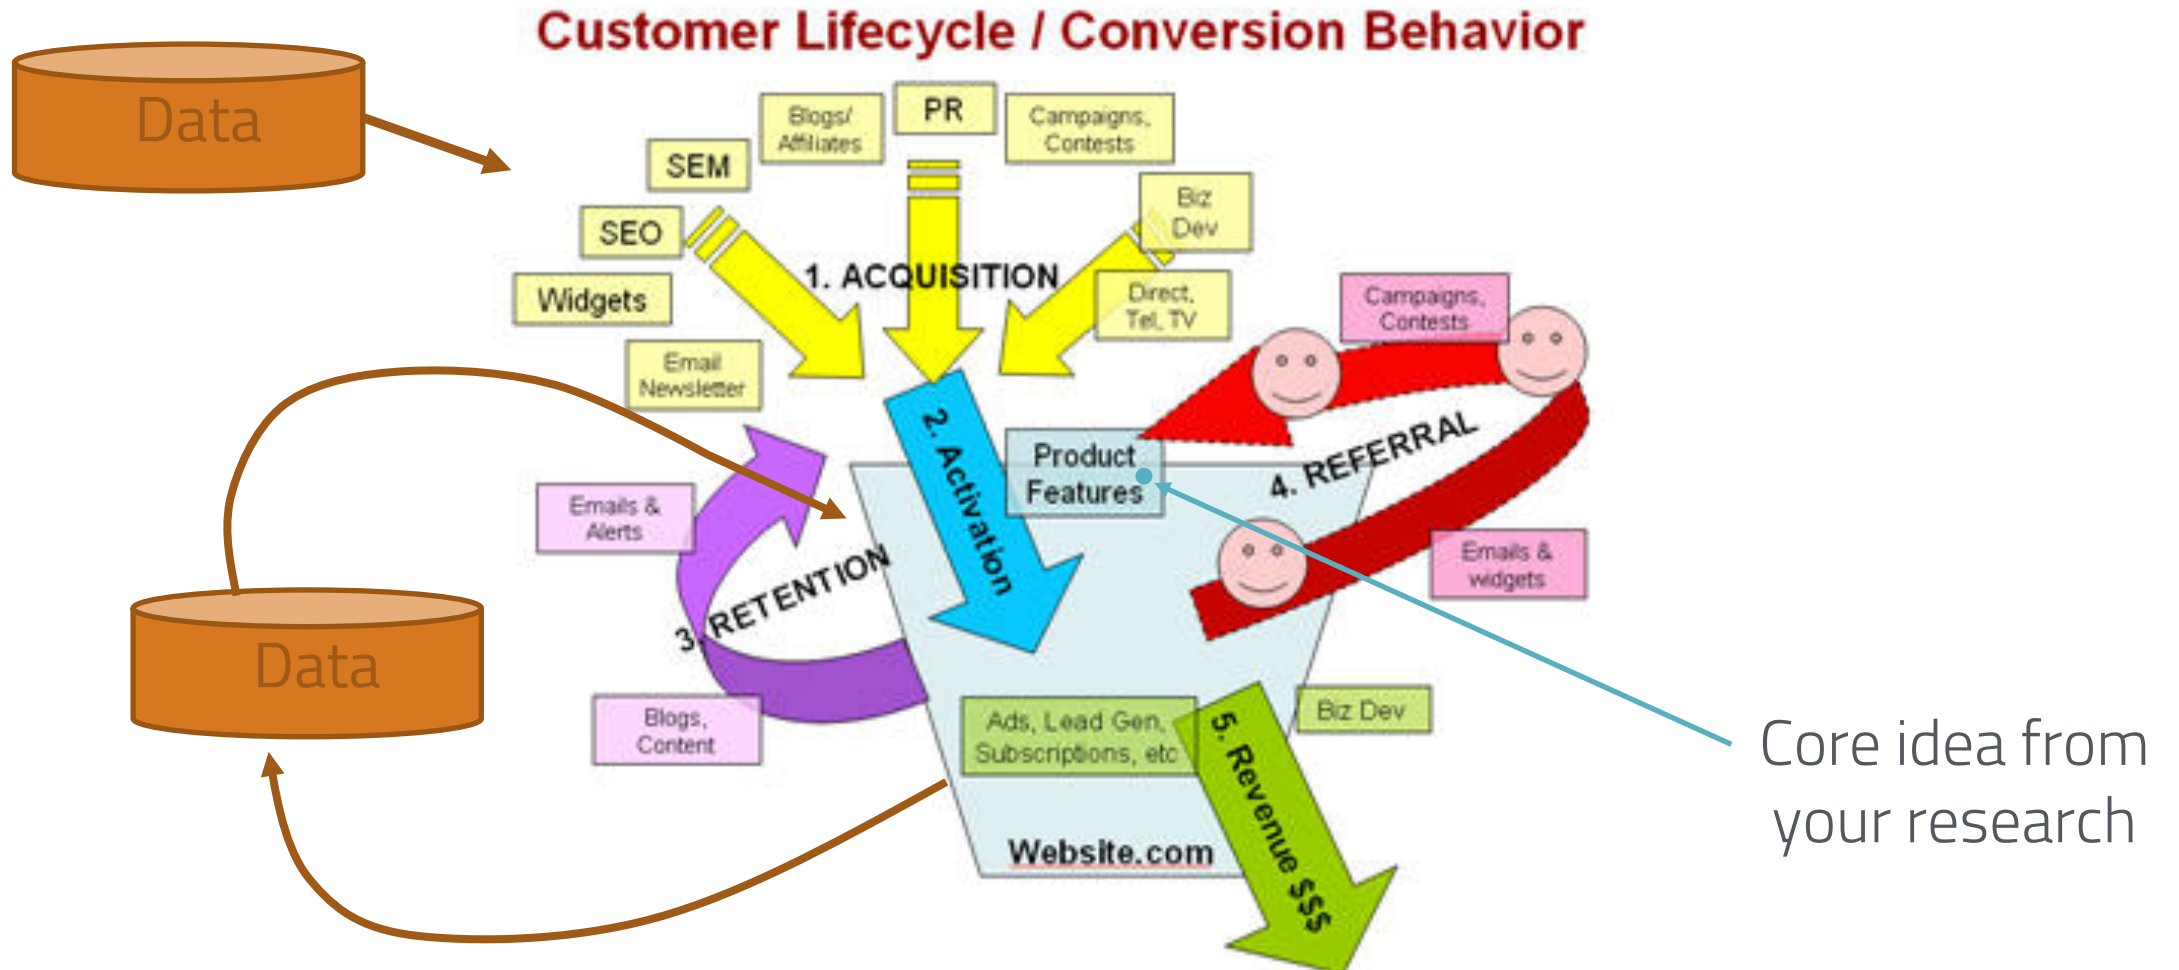 Customer Lifecycle / Conversion Behavior
Data
Blogs/
Affiliates
PR
Campaigns,
Contests
SEM
Biz
Dev
SEO
1. ACQUISITION
Widgets
Direct,
Tel, TV
Campaigns,
Contests
Email
Newsletter
2. Activation
Product
Features
4. REFERRAL
Emails &
Alerts
3. RETENTION
Emails &
widgets
Data
Blogs,
Content
Ads, Lead Gen,
Subscriptions, etc
Biz Dev
5. Revenue $$$
Website.com
Core idea from
your research